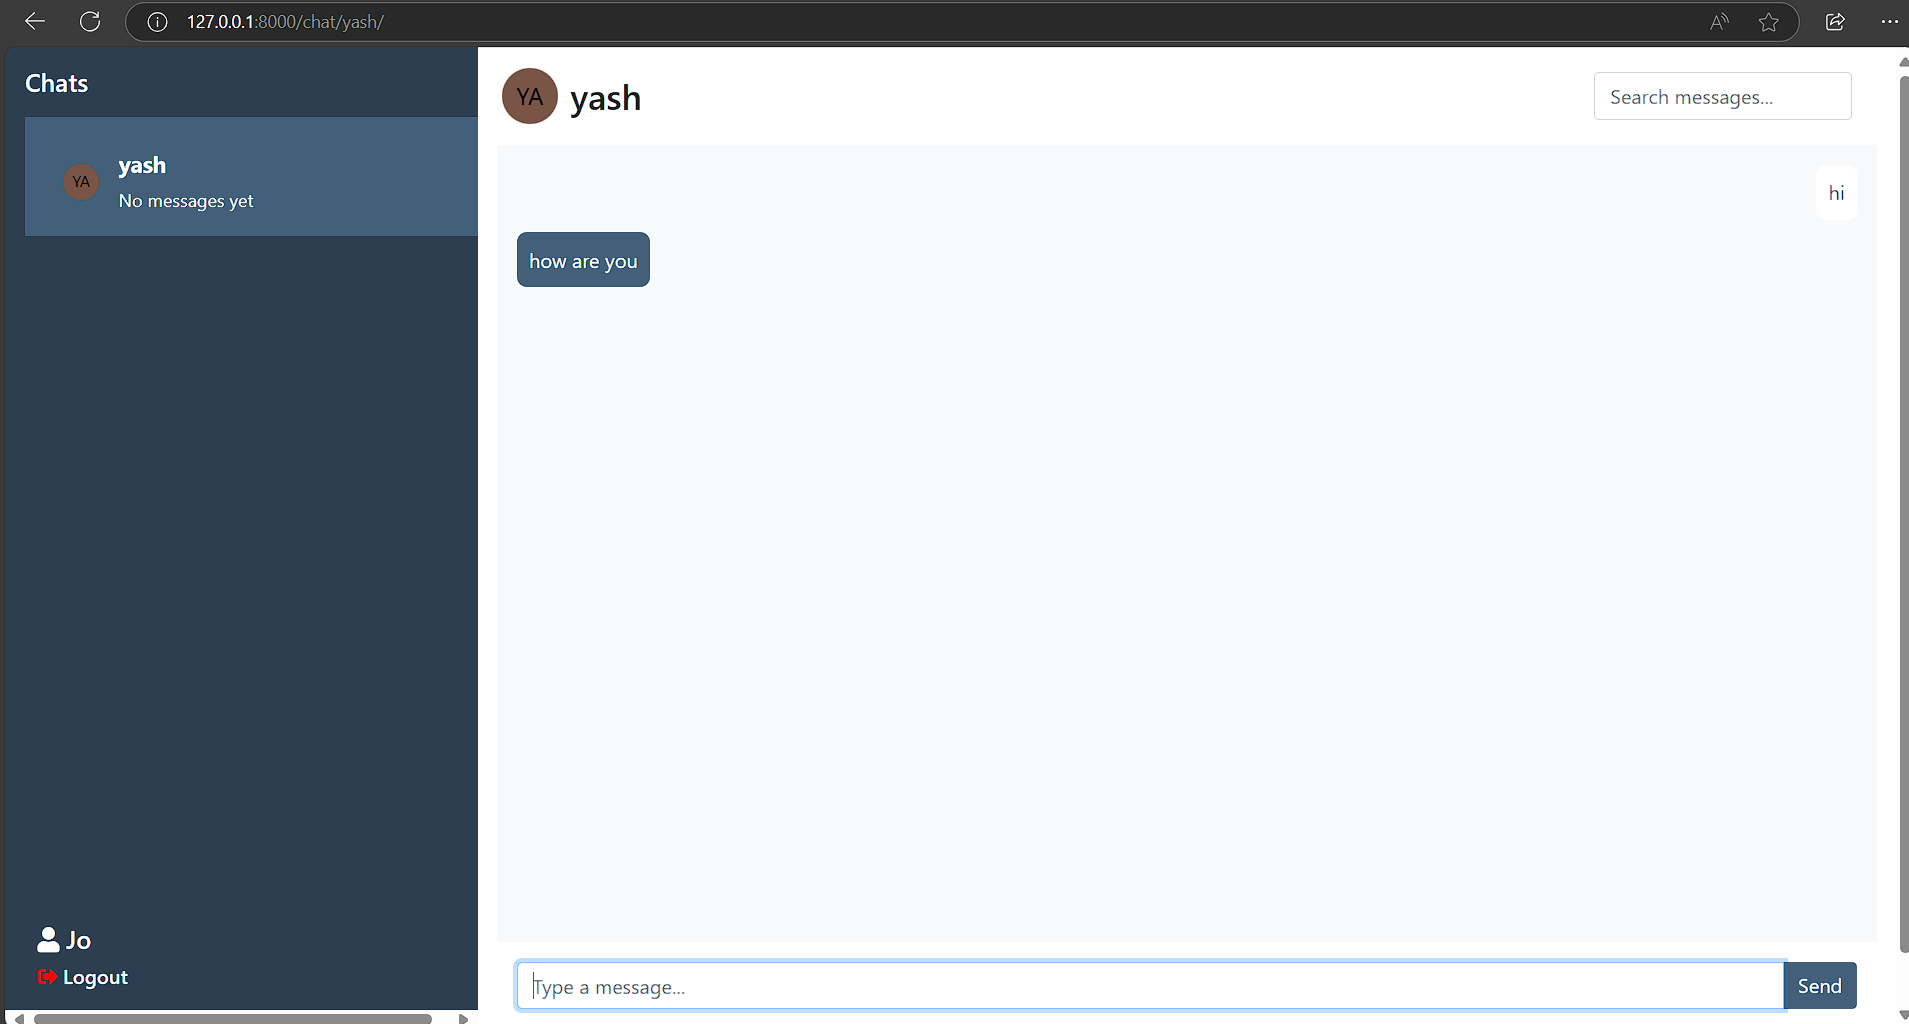 127.0.0.1:8000/chat/yash/
Chats
YA
yash
No messages yet
Jo
Logout
YA yash
Search messages...
hi
how are you
Type a message...
Send